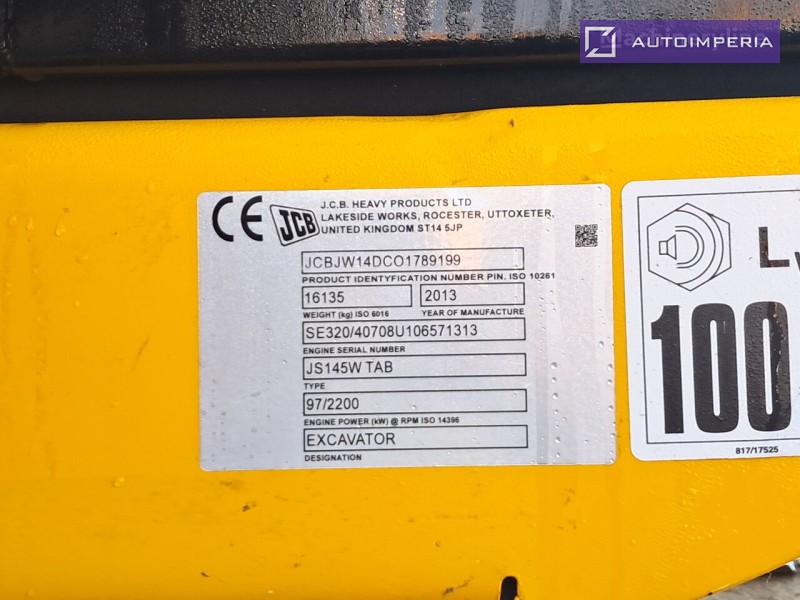 AUTOIMPERIA
CE
JCB
J.C.B. HEAVY PRODUCTS LTD
LAKESIDE WORKS, ROCESTER, UTTOXETER,
UNITED KINGDOM ST14 5JP
JCBJW14DCO1789199
PRODUCT IDENTYFICATION NUMBER PIN. ISO 10261
16135 2013
WEIGHT (kg) ISO 6016 YEAR OF MANUFACTURE
SE320/40708U106571313
ENGINE SERIAL NUMBER
JS145W TAB
TYPE
97/2200
ENGINE POWER (kW) @ RPM ISO 14396
EXCAVATOR
DESIGNATION
L
100
817/17525